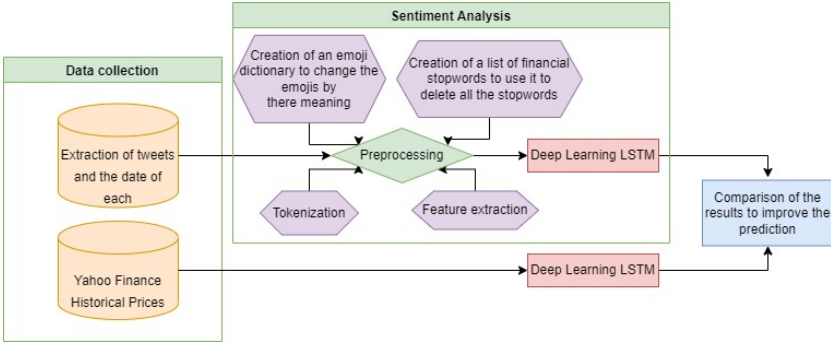 Sentiment Analysis
Data collection
Creation of an emoji
dictionary to change the
emojis by
there meaning
Creation of a list of financial
stopwords to use it to
delete all the stopwords
Extraction of tweets
and the date of
each
Preprocessing
Deep Learning LSTM
Tokenization
Feature extraction
Comparison of the
results to improve the
prediction
Yahoo Finance
Historical Prices
Deep Learning LSTM